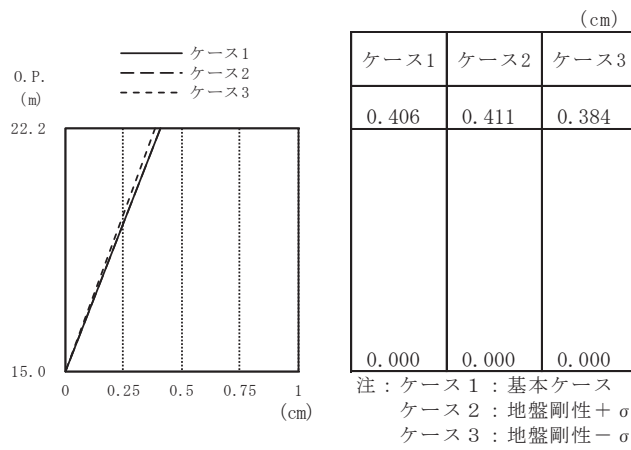 (cm)
ケース1 ケース2 ケース3
0.406 0.411 0.384
0.000 0.000 0.000
ケース1
ケース2
ケース3
O.P.
(m)
22.2
15.0
0 0.25 0.5 0.75 1
(cm)
注：ケース１：基本ケース
ケース２：地盤剛性＋σ
ケース３：地盤剛性－σ